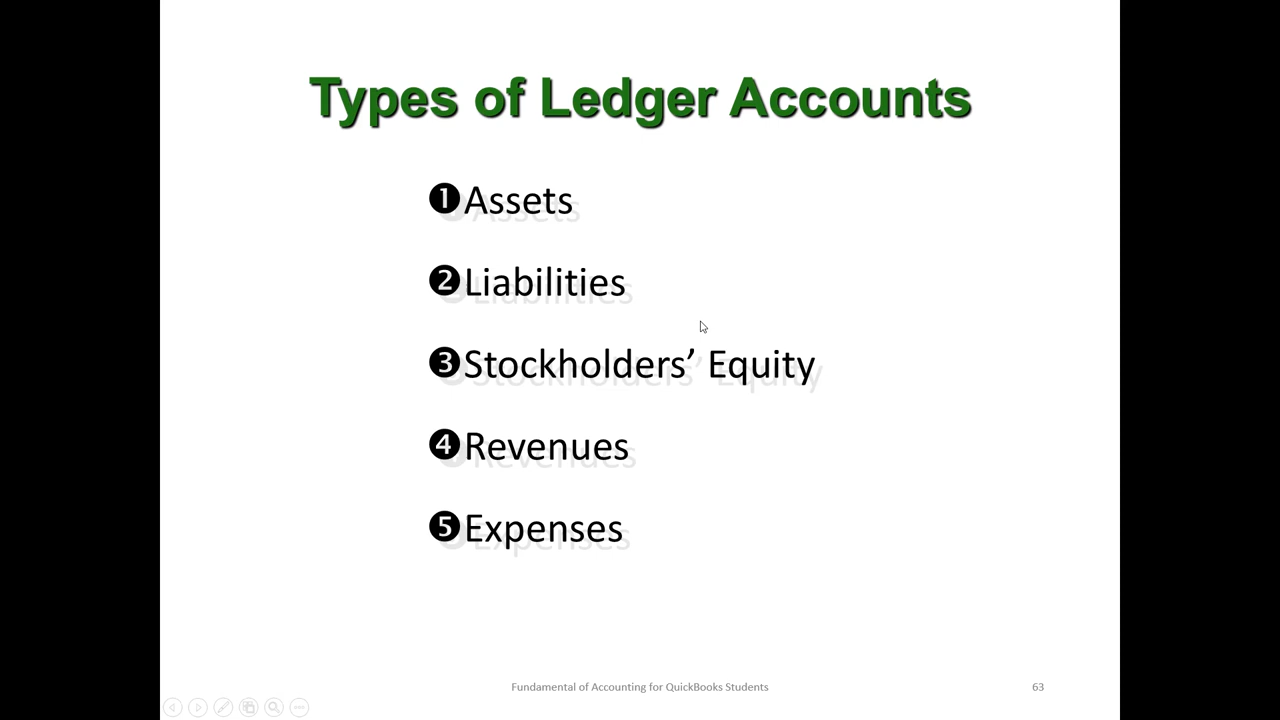 Types of Ledger Accounts
❶Assets
❷Liabilities
❸Stockholders’ Equity
❹Revenues
❺Expenses
Fundamental of Accounting for QuickBooks Students
63